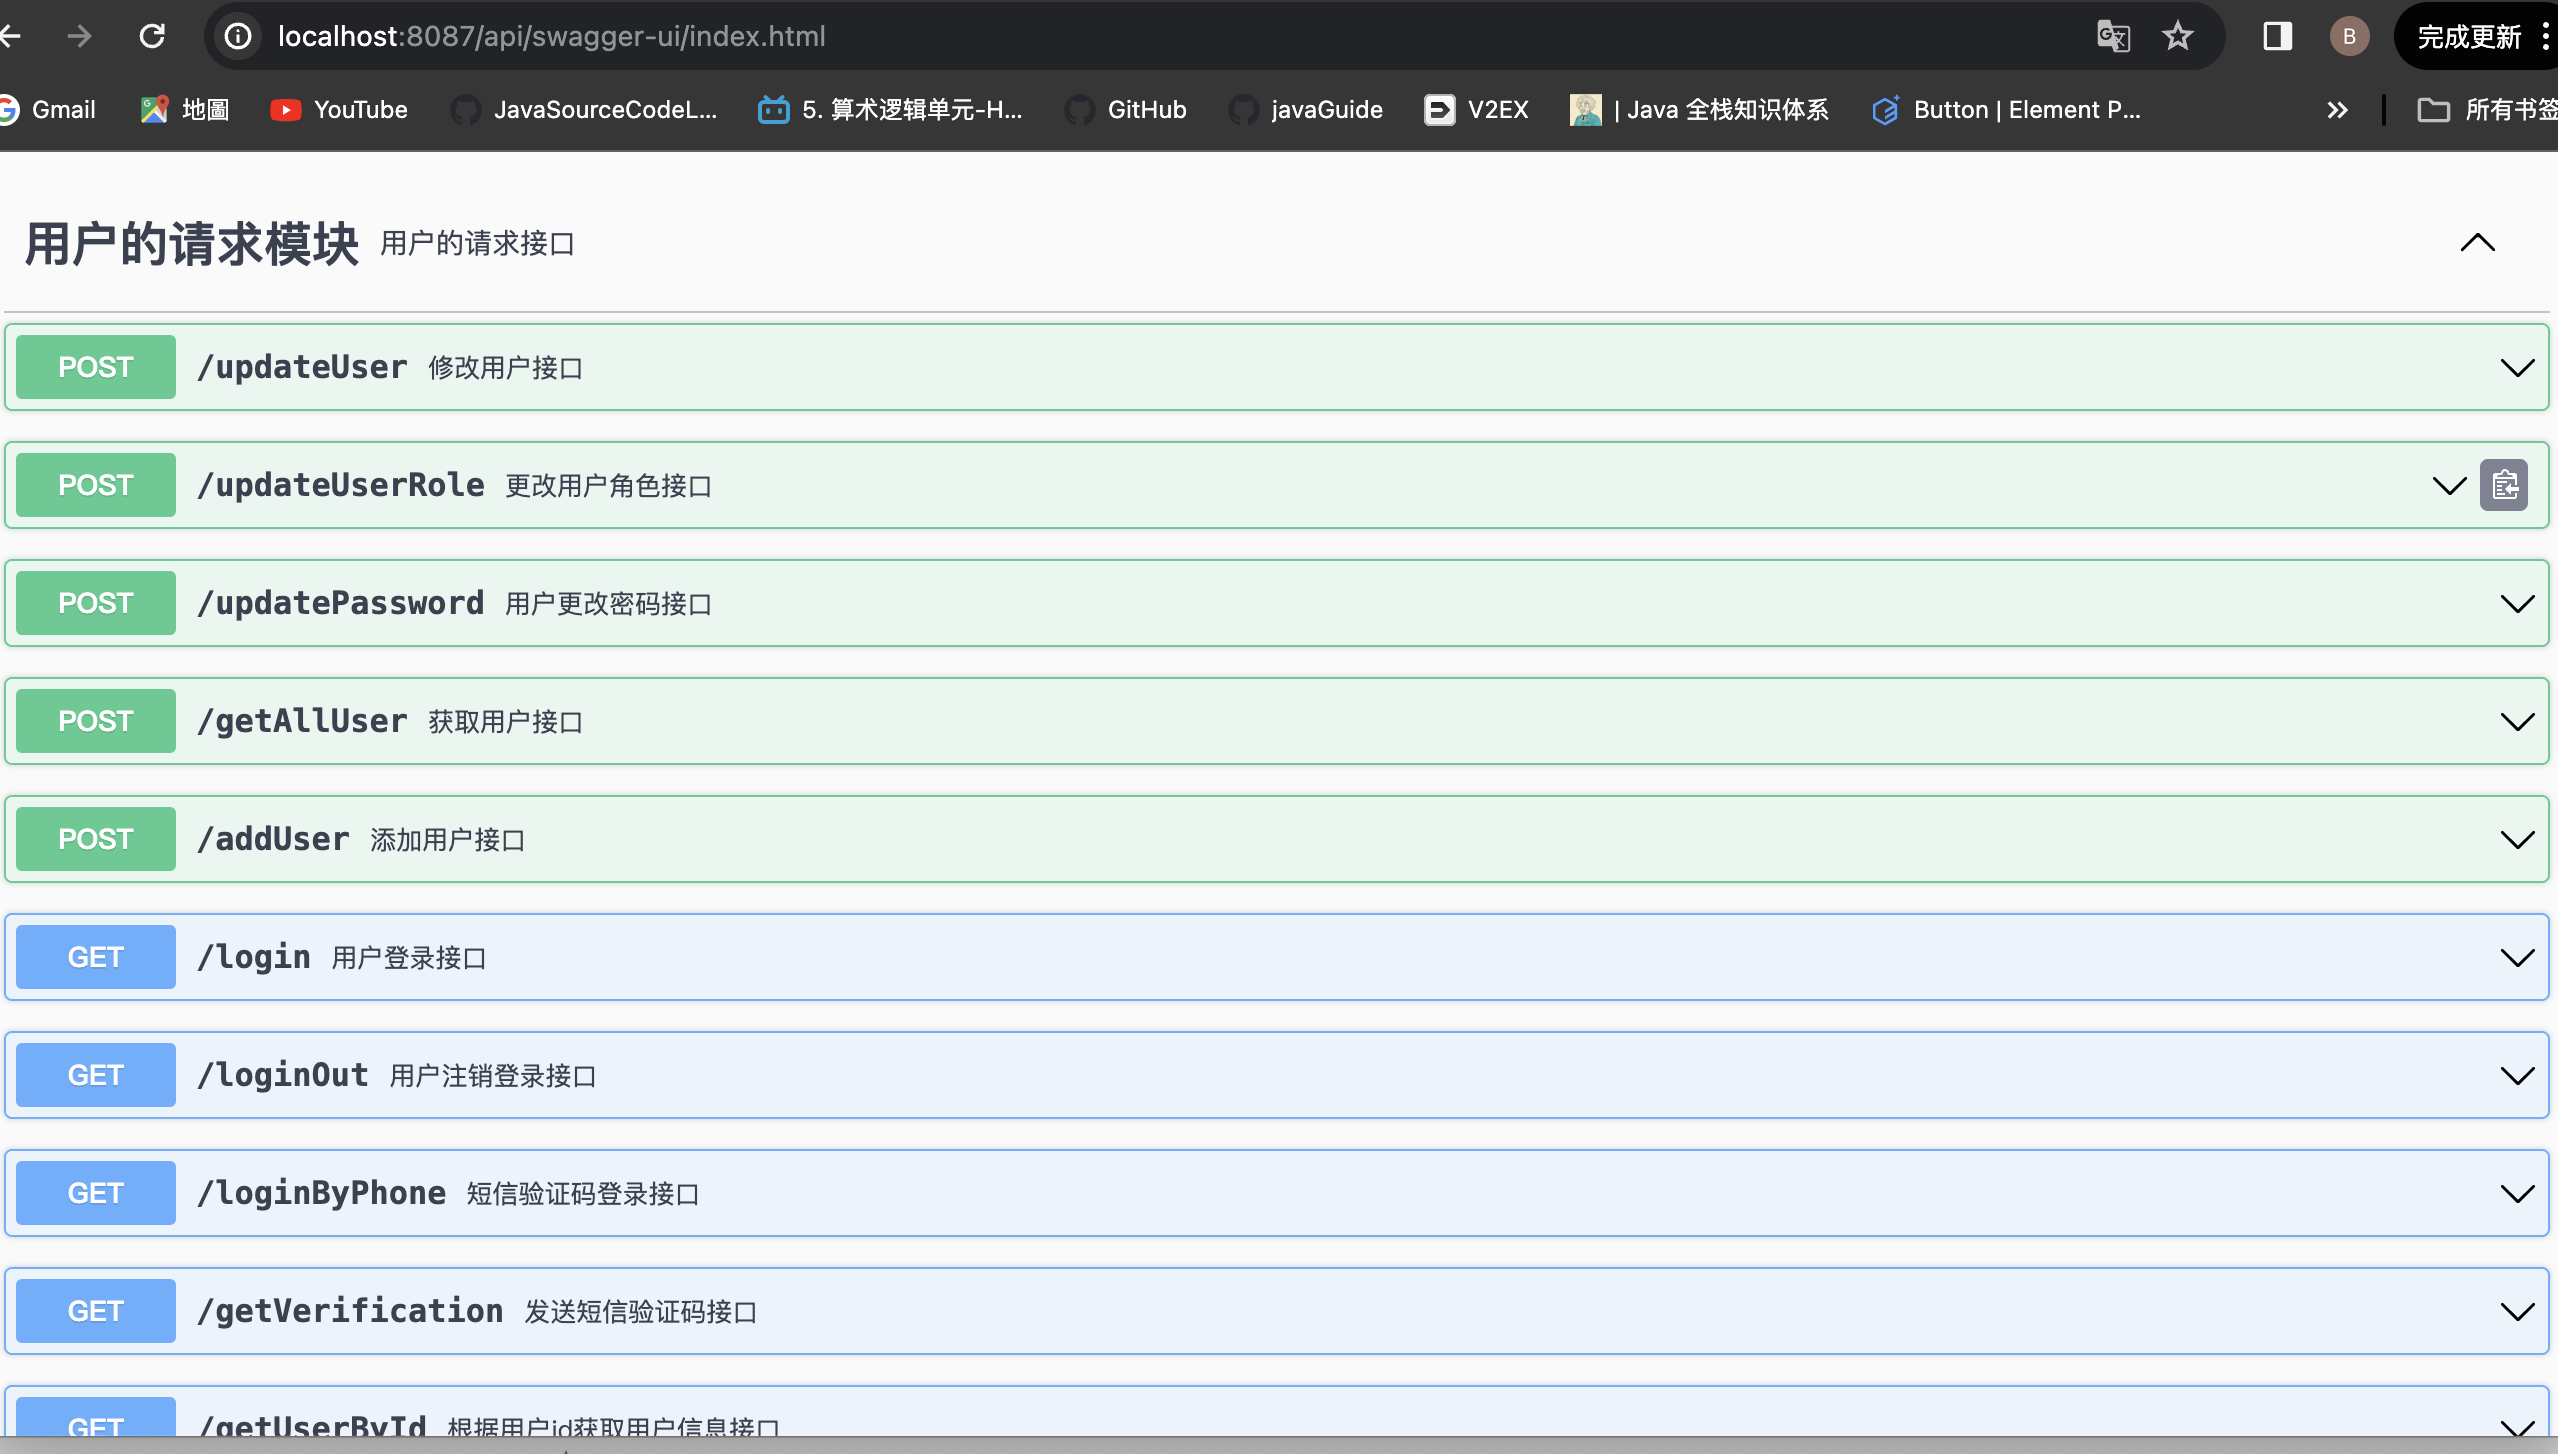 localhost:8087/api/swagger-ui/index.html B 完成更新
Gmail 地圖 YouTube JavaSourceCodeL... 5. 算术逻辑单元-H... GitHub javaGuide V2EX | Java 全栈知识体系 Button | Element P... 所有书签
用户的请求模块 用户的请求接口
POST /updateUser 修改用户接口
POST /updateUserRole 更改用户角色接口
POST /updatePassword 用户更改密码接口
POST /getAllUser 获取用户接口
POST /addUser 添加用户接口
GET /login 用户登录接口
GET /loginOut 用户注销登录接口
GET /loginByPhone 短信验证码登录接口
GET /getVerification 发送短信验证码接口
GET /getUserById 根据用户id获取用户信息接口